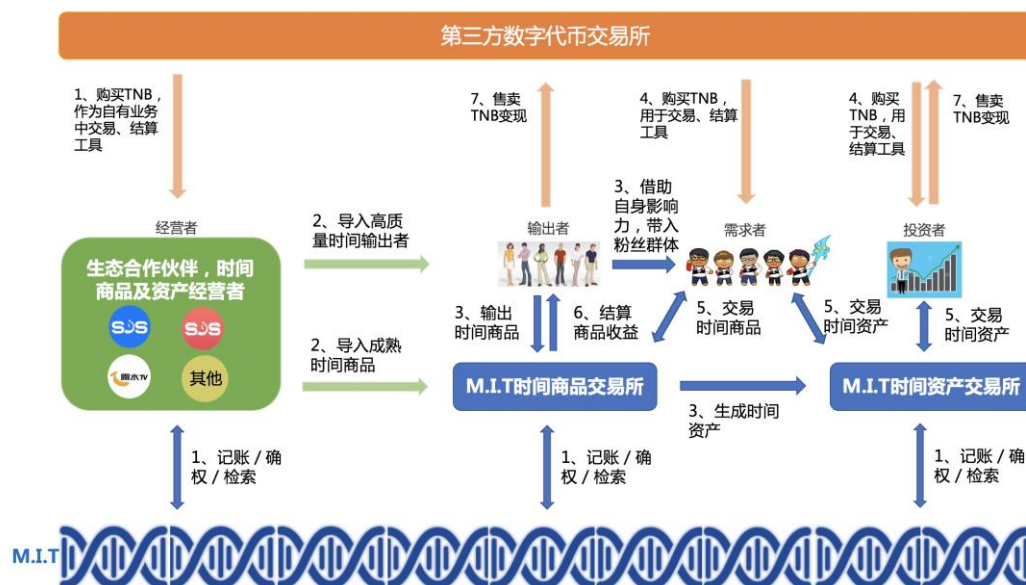 第三方数字代币交易所
1、购买TNB，
作为自有业务
中交易、结算
工具
7、售卖
TNB变现
4、购买TNB，
用于交易、结算
工具
4、购买
TNB，用
于交易、
结算工具
7、售卖
TNB变现
经营者
生态合作伙伴，时间
商品及资产经营者
SJS
SJS
雨水TV
其他
2、导入高质
量时间输出者
2、导入成熟
时间商品
输出者
3、借助
自身影响
力，带入
粉丝群体
需求者
投资者
3、输出
时间商品
6、结算
商品收益
5、交易
时间商品
5、交易
时间资产
5、交易
时间资产
M.I.T时间商品交易所
3、生成时间
资产
M.I.T时间资产交易所
1、记账 / 确
权 / 检索
1、记账 / 确
权 / 检索
1、记账 / 确
权 / 检索
M.I.T